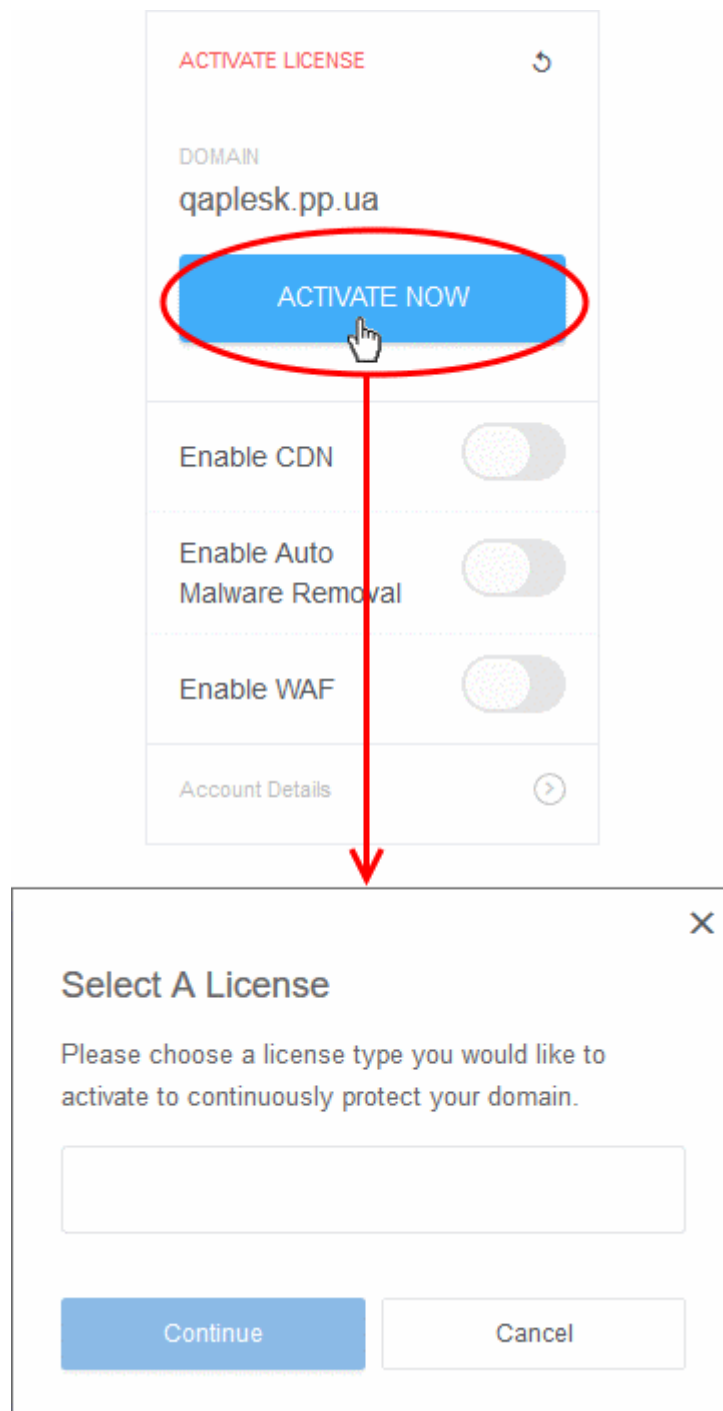 ACTIVATE LICENSE
DOMAIN
qaplesk.pp.ua
ACTIVATE NOW
Enable CDN
Enable Auto
Malware Removal
Enable WAF
Account Details
Select A License
Please choose a license type you would like to
activate to continuously protect your domain.
Continue
Cancel